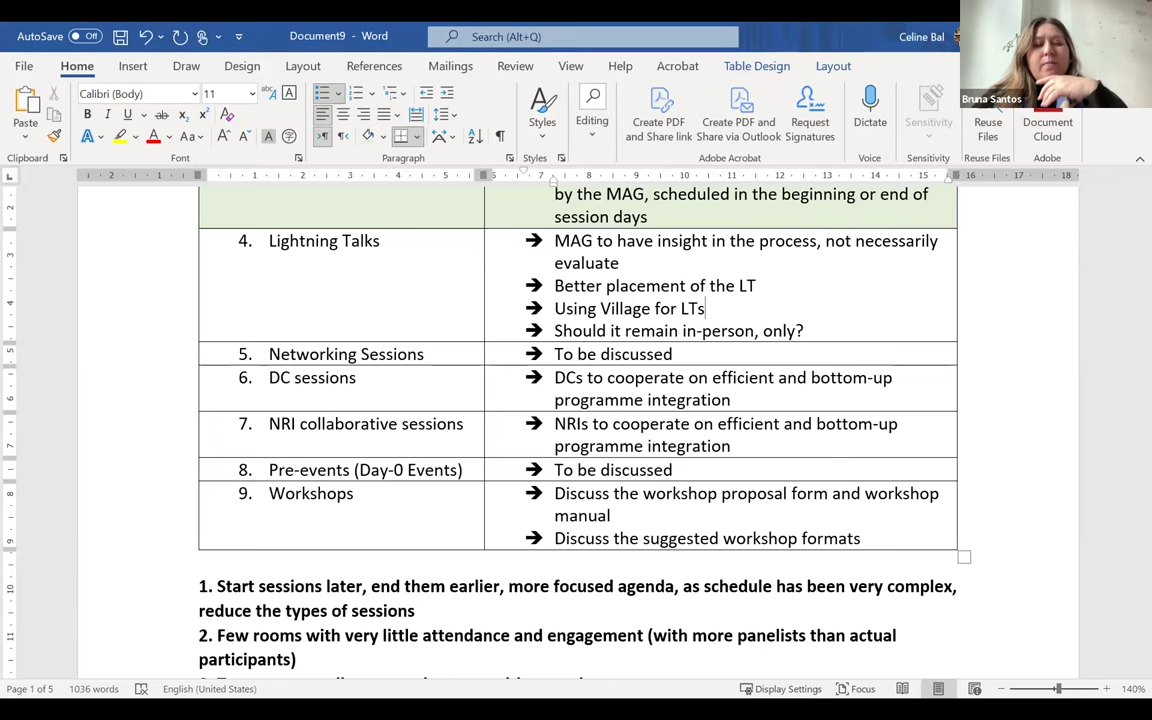 AutoSave Off Document9 - Word Search (Alt+Q) Celine Bal
File Home Insert Draw Design Layout References Mailings Review View Help Acrobat Table Design Layout
Bruna Santos
Calibri (Body) 11
Paste Styles Editing Create PDF and Share link Create PDF and Share via Outlook Request Signatures Dictate Sensitivity Reuse Files Document Cloud
Clipboard Font Paragraph Styles Adobe Acrobat Voice Sensitivity Reuse Files Adobe
by the MAG, scheduled in the beginning or end of
session days
4. Lightning Talks ➔ MAG to have insight in the process, not necessarily
evaluate
➔ Better placement of the LT
➔ Using Village for LTs
➔ Should it remain in-person, only?
5. Networking Sessions ➔ To be discussed
6. DC sessions ➔ DCs to cooperate on efficient and bottom-up
programme integration
7. NRI collaborative sessions ➔ NRIs to cooperate on efficient and bottom-up
programme integration
8. Pre-events (Day-0 Events) ➔ To be discussed
9. Workshops ➔ Discuss the workshop proposal form and workshop
manual
➔ Discuss the suggested workshop formats
1. Start sessions later, end them earlier, more focused agenda, as schedule has been very complex,
reduce the types of sessions
2. Few rooms with very little attendance and engagement (with more panelists than actual
participants)
Page 1 of 5 1036 words English (United States) Display Settings Focus 140%